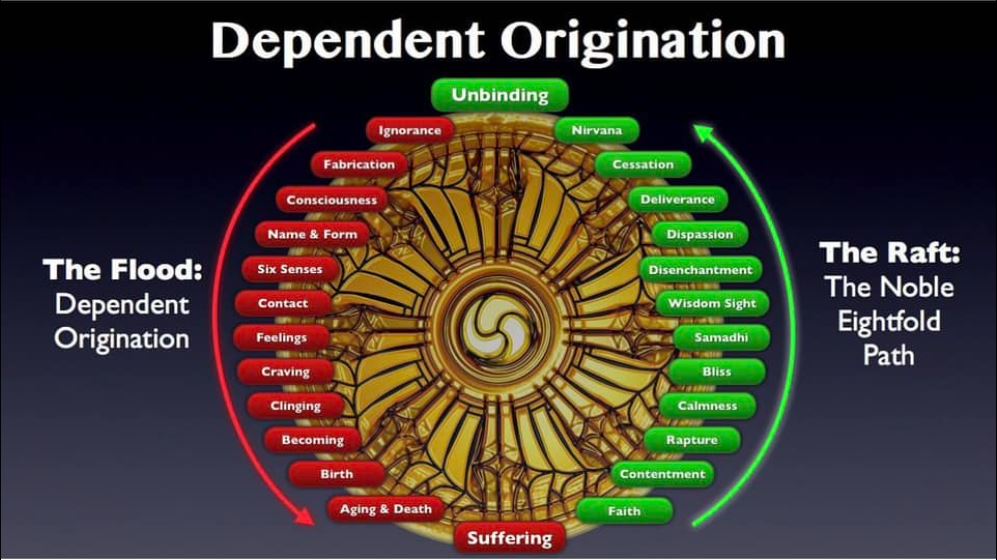 Dependent Origination
Unbinding
Ignorance
Fabrication
Consciousness
Name & Form
Six Senses
Contact
Feelings
Craving
Clinging
Becoming
Birth
Aging & Death
Suffering
Nirvana
Cessation
Deliverance
Dispassion
Disenchantment
Wisdom Sight
Samadhi
Bliss
Calmness
Rapture
Contentment
Faith
The Flood:
Dependent
Origination
The Raft:
The Noble
Eightfold
Path